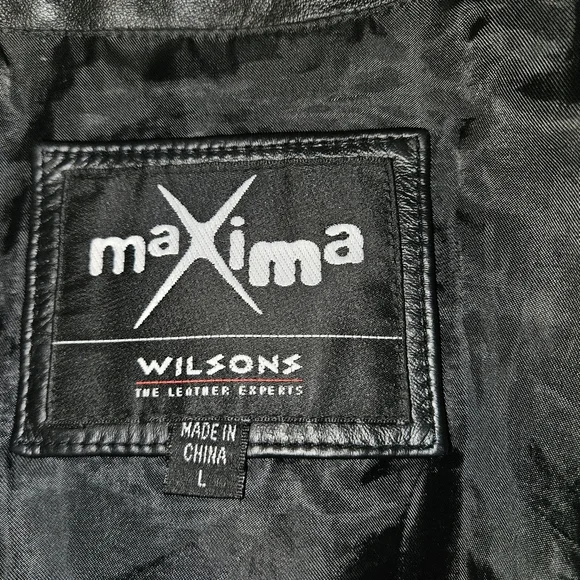 maXima
WILSONS
THE LEATHER EXPERTS
MADE IN
CHINA
L